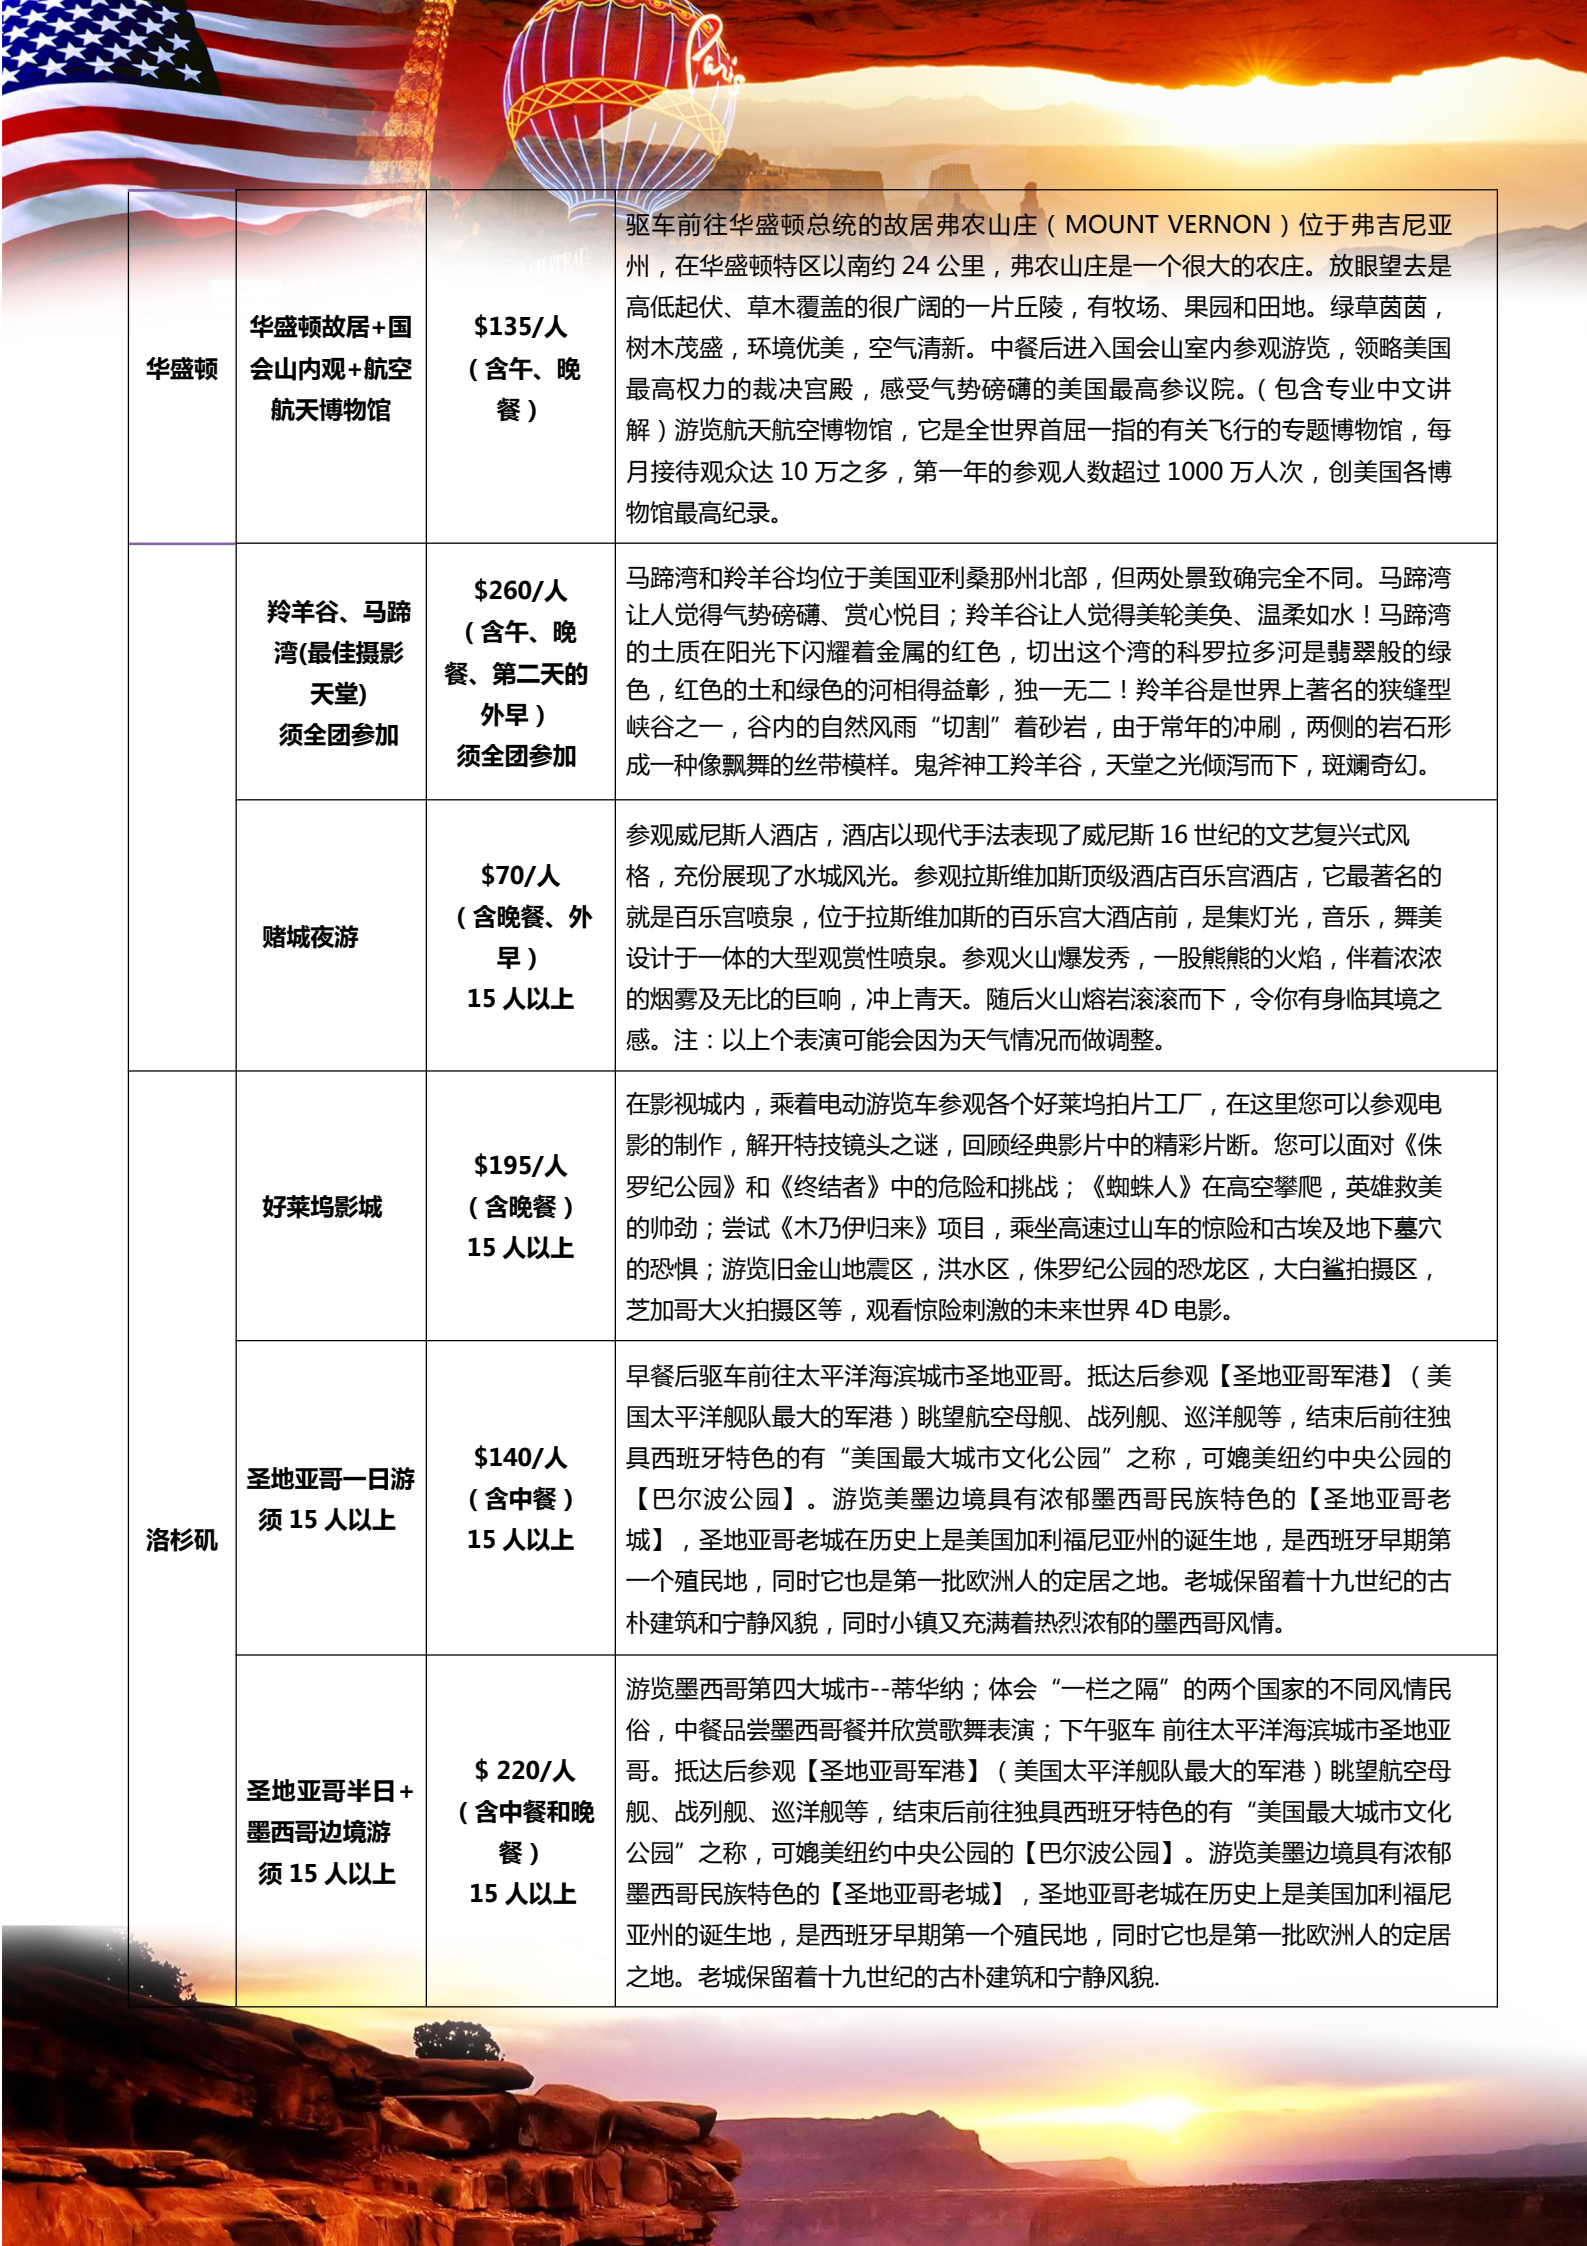 Paris
驱车前往华盛顿总统的故居弗农山庄（MOUNT VERNON）位于弗吉尼亚
州，在华盛顿特区以南约 24 公里，弗农山庄是一个很大的农庄。放眼望去是
高低起伏、草木覆盖的很广阔的一片丘陵，有牧场、果园和田地。绿草茵茵，
树木茂盛，环境优美，空气清新。中餐后进入国会山室内参观游览，领略美国
最高权力的裁决宫殿，感受气势磅礴的美国最高参议院。（包含专业中文讲
解）游览航天航空博物馆，它是全世界首屈一指的有关飞行的专题博物馆，每
月接待观众达 10 万之多，第一年的参观人数超过 1000 万人次，创美国各博
物馆最高纪录。
华盛顿
华盛顿故居+国
会山内观+航空
航天博物馆
$135/人
（含午、晚
餐）
羚羊谷、马蹄
湾(最佳摄影
天堂)
须全团参加
$260/人
（含午、晚
餐、第二天的
外早）
须全团参加
马蹄湾和羚羊谷均位于美国亚利桑那州北部，但两处景致确完全不同。马蹄湾
让人觉得气势磅礴、赏心悦目；羚羊谷让人觉得美轮美奂、温柔如水！马蹄湾
的土质在阳光下闪耀着金属的红色，切出这个湾的科罗拉多河是翡翠般的绿
色，红色的土和绿色的河相得益彰，独一无二！羚羊谷是世界上著名的狭缝型
峡谷之一，谷内的自然风雨“切割”着砂岩，由于常年的冲刷，两侧的岩石形
成一种像飘舞的丝带模样。鬼斧神工羚羊谷，天堂之光倾泻而下，斑斓奇幻。
赌城夜游
$70/人
（含晚餐、外
早）
15 人以上
参观威尼斯人酒店，酒店以现代手法表现了威尼斯 16 世纪的文艺复兴式风
格，充份展现了水城风光。参观拉斯维加斯顶级酒店百乐宫酒店，它最著名的
就是百乐宫喷泉，位于拉斯维加斯的百乐宫大酒店前，是集灯光，音乐，舞美
设计于一体的大型观赏性喷泉。参观火山爆发秀，一股熊熊的火焰，伴着浓浓
的烟雾及无比的巨响，冲上青天。随后火山熔岩滚滚而下，令你有身临其境之
感。注：以上个表演可能会因为天气情况而做调整。
洛杉矶
好莱坞影城
$195/人
（含晚餐）
15 人以上
在影视城内，乘着电动游览车参观各个好莱坞拍片工厂，在这里您可以参观电
影的制作，解开特技镜头之谜，回顾经典影片中的精彩片断。您可以面对《侏
罗纪公园》和《终结者》中的危险和挑战；《蜘蛛人》在高空攀爬，英雄救美
的帅劲；尝试《木乃伊归来》项目，乘坐高速过山车的惊险和古埃及地下墓穴
的恐惧；游览旧金山地震区，洪水区，侏罗纪公园的恐龙区，大白鲨拍摄区，
芝加哥大火拍摄区等，观看惊险刺激的未来世界 4D 电影。
圣地亚哥一日游
须 15 人以上
$140/人
（含中餐）
15 人以上
早餐后驱车前往太平洋海滨城市圣地亚哥。抵达后参观【圣地亚哥军港】（美
国太平洋舰队最大的军港）眺望航空母舰、战列舰、巡洋舰等，结束后前往独
具西班牙特色的有“美国最大城市文化公园”之称，可媲美纽约中央公园的
【巴尔波公园】。游览美墨边境具有浓郁墨西哥民族特色的【圣地亚哥老
城】，圣地亚哥老城在历史上是美国加利福尼亚州的诞生地，是西班牙早期第
一个殖民地，同时它也是第一批欧洲人的定居之地。老城保留着十九世纪的古
朴建筑和宁静风貌，同时小镇又充满着热烈浓郁的墨西哥风情。
圣地亚哥半日+
墨西哥边境游
须 15 人以上
$ 220/人
（含中餐和晚
餐）
15 人以上
游览墨西哥第四大城市--蒂华纳；体会“一栏之隔”的两个国家的不同风情民
俗，中餐品尝墨西哥餐并欣赏歌舞表演；下午驱车 前往太平洋海滨城市圣地亚
哥。抵达后参观【圣地亚哥军港】（美国太平洋舰队最大的军港）眺望航空母
舰、战列舰、巡洋舰等，结束后前往独具西班牙特色的有“美国最大城市文化
公园”之称，可媲美纽约中央公园的【巴尔波公园】。游览美墨边境具有浓郁
墨西哥民族特色的【圣地亚哥老城】，圣地亚哥老城在历史上是美国加利福尼
亚州的诞生地，是西班牙早期第一个殖民地，同时它也是第一批欧洲人的定居
之地。老城保留着十九世纪的古朴建筑和宁静风貌.